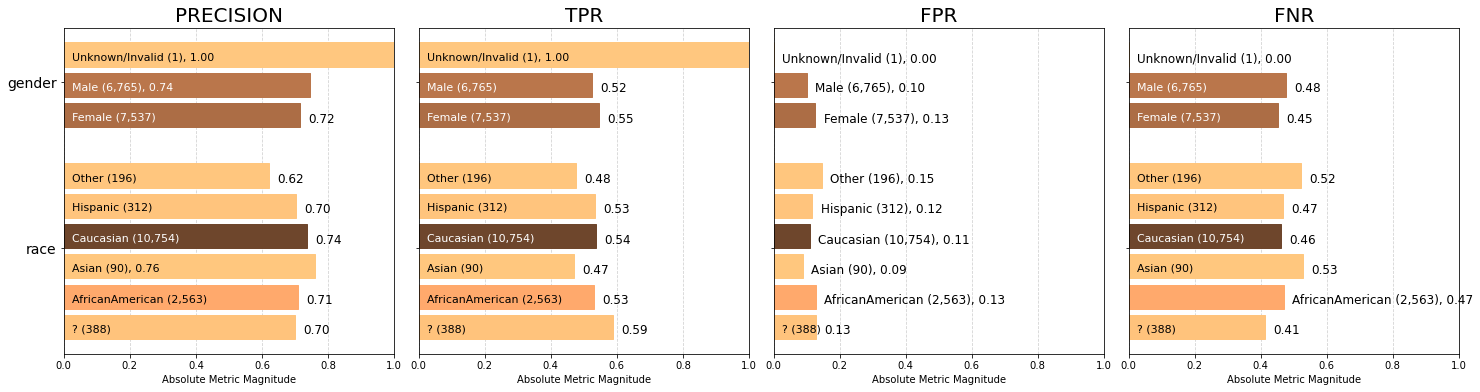 PRECISION
gender
race
Unknown/Invalid (1), 1.00
Male (6,765), 0.74
Female (7,537) 0.72
Other (196) 0.62
Hispanic (312) 0.70
Caucasian (10,754) 0.74
Asian (90), 0.76
AfricanAmerican (2,563) 0.71
? (388) 0.70
0.0 0.2 0.4 0.6 0.8 1.0
Absolute Metric Magnitude
TPR
Unknown/Invalid (1), 1.00
Male (6,765) 0.52
Female (7,537) 0.55
Other (196) 0.48
Hispanic (312) 0.53
Caucasian (10,754) 0.54
Asian (90) 0.47
AfricanAmerican (2,563) 0.53
? (388) 0.59
0.0 0.2 0.4 0.6 0.8 1.0
Absolute Metric Magnitude
FPR
Unknown/Invalid (1), 0.00
Male (6,765), 0.10
Female (7,537), 0.13
Other (196), 0.15
Hispanic (312), 0.12
Caucasian (10,754), 0.11
Asian (90), 0.09
AfricanAmerican (2,563), 0.13
? (388) 0.13
0.0 0.2 0.4 0.6 0.8 1.0
Absolute Metric Magnitude
FNR
Unknown/Invalid (1), 0.00
Male (6,765) 0.48
Female (7,537) 0.45
Other (196) 0.52
Hispanic (312) 0.47
Caucasian (10,754) 0.46
Asian (90) 0.53
AfricanAmerican (2,563), 0.47
? (388) 0.41
0.0 0.2 0.4 0.6 0.8 1.0
Absolute Metric Magnitude